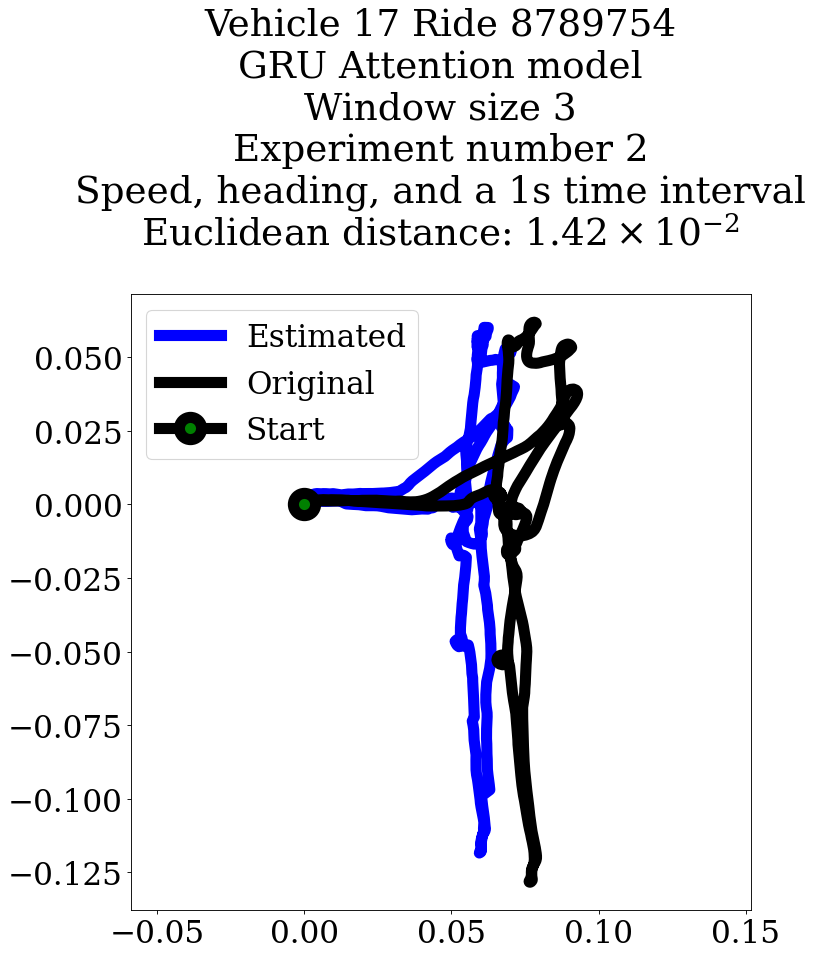 Vehicle 17 Ride 8789754
GRU Attention model
Window size 3
Experiment number 2
Speed, heading, and a 1s time interval
Euclidean distance: 1.42 × 10⁻²
Estimated
Original
Start
0.050
0.025
0.000
−0.025
−0.050
−0.075
−0.100
−0.125
−0.05 0.00 0.05 0.10 0.15